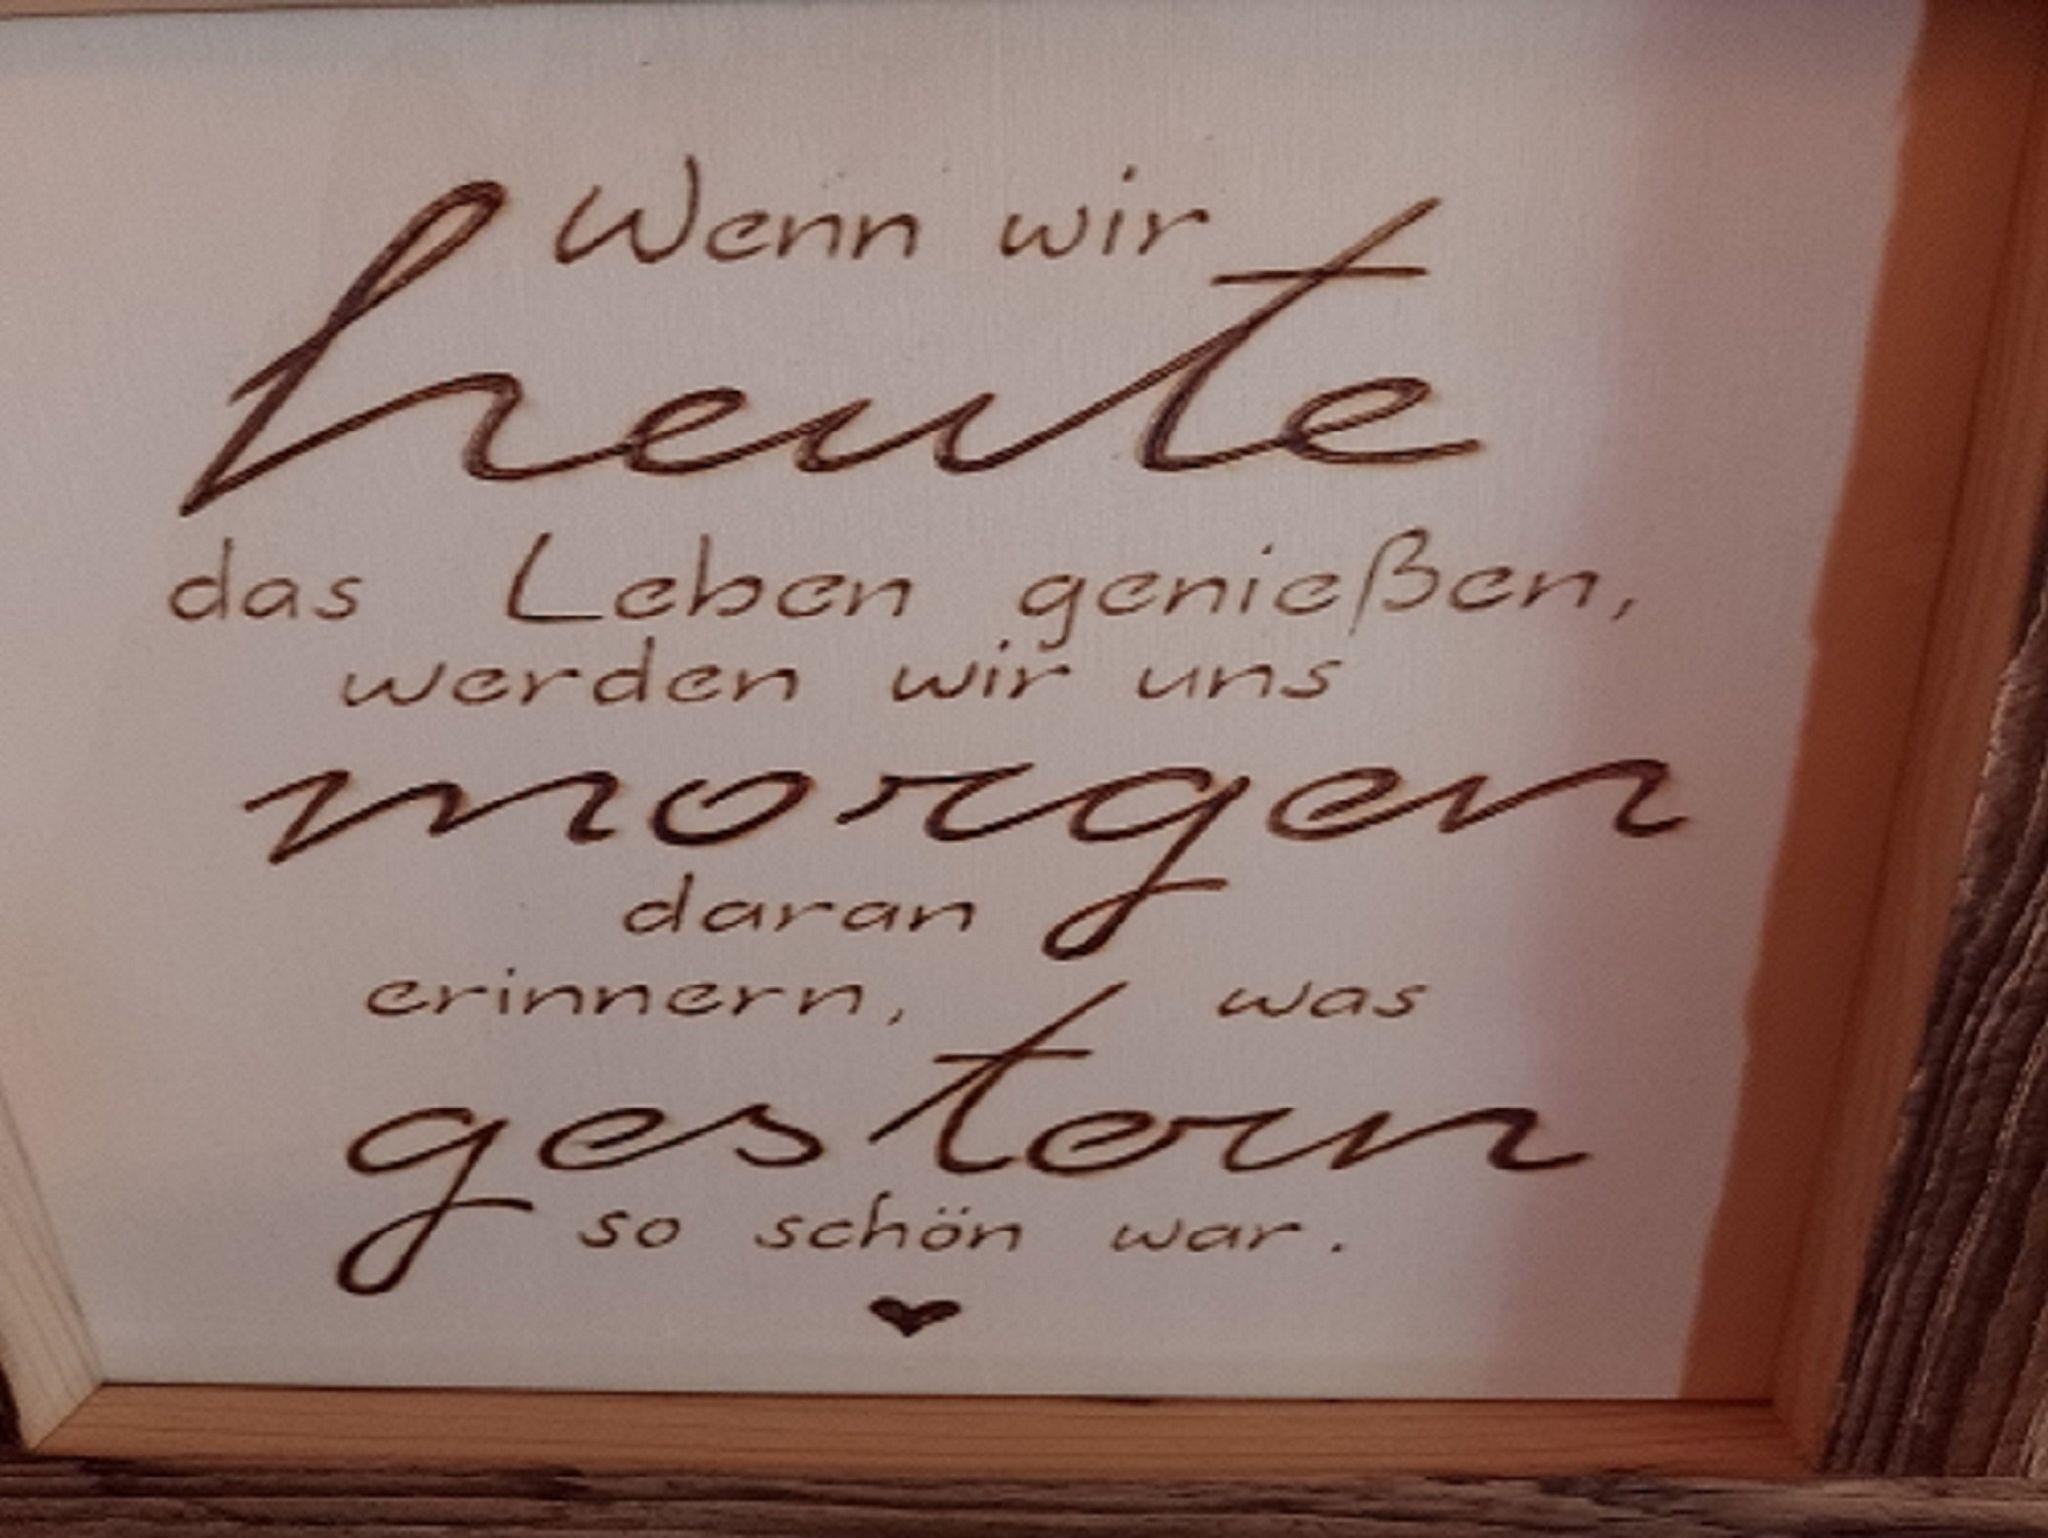 Wenn wir
heute
das Leben genießen,
werden wir uns
morgen
daran
erinnern, was
gestern
so schön war.